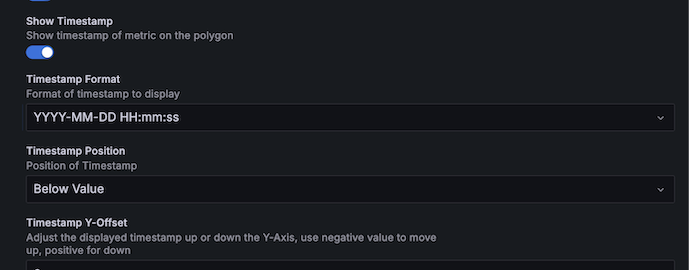 Show Timestamp
Show timestamp of metric on the polygon
Timestamp Format
Format of timestamp to display
YYYY-MM-DD HH:mm:ss
Timestamp Position
Position of Timestamp
Below Value
Timestamp Y-Offset
Adjust the displayed timestamp up or down the Y-Axis, use negative value to move
up, positive for down